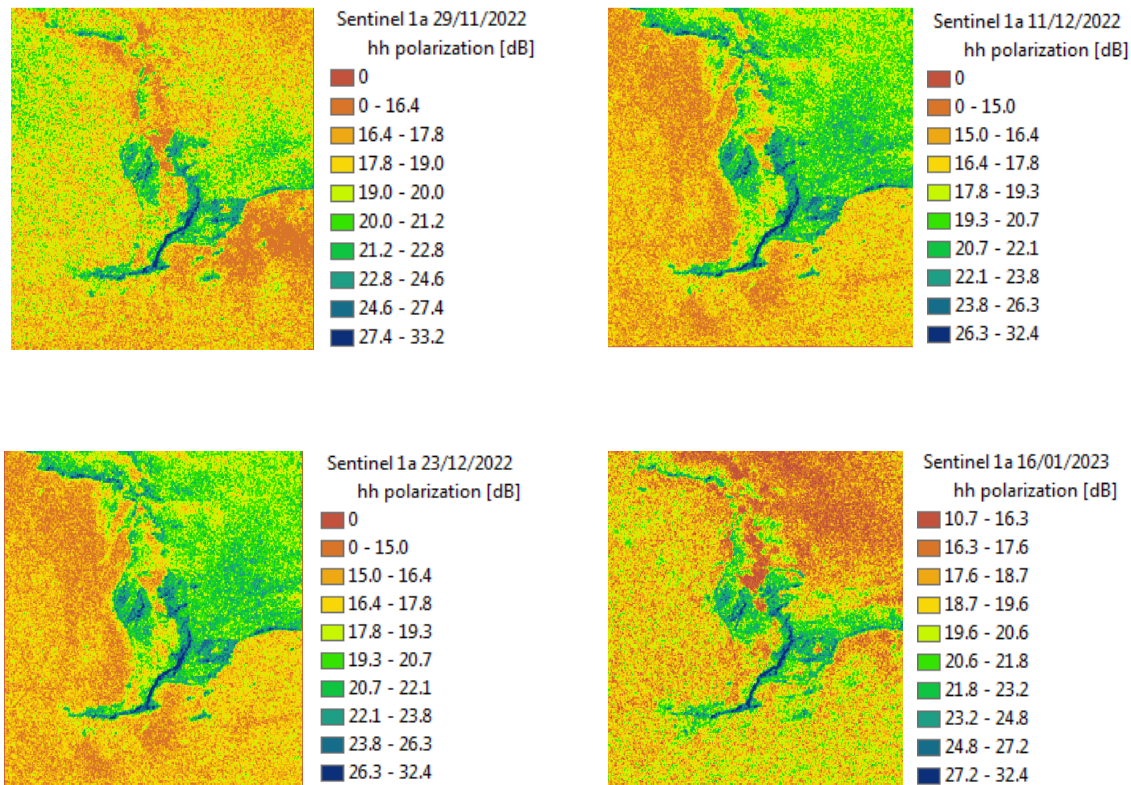 Sentinel 1a 29/11/2022
hh polarization [dB]
0
0 - 16.4
16.4 - 17.8
17.8 - 19.0
19.0 - 20.0
20.0 - 21.2
21.2 - 22.8
22.8 - 24.6
24.6 - 27.4
27.4 - 33.2
Sentinel 1a 11/12/2022
hh polarization [dB]
0
0 - 15.0
15.0 - 16.4
16.4 - 17.8
17.8 - 19.3
19.3 - 20.7
20.7 - 22.1
22.1 - 23.8
23.8 - 26.3
26.3 - 32.4
Sentinel 1a 23/12/2022
hh polarization [dB]
0
0 - 15.0
15.0 - 16.4
16.4 - 17.8
17.8 - 19.3
19.3 - 20.7
20.7 - 22.1
22.1 - 23.8
23.8 - 26.3
26.3 - 32.4
Sentinel 1a 16/01/2023
hh polarization [dB]
10.7 - 16.3
16.3 - 17.6
17.6 - 18.7
18.7 - 19.6
19.6 - 20.6
20.6 - 21.8
21.8 - 23.2
23.2 - 24.8
24.8 - 27.2
27.2 - 32.4